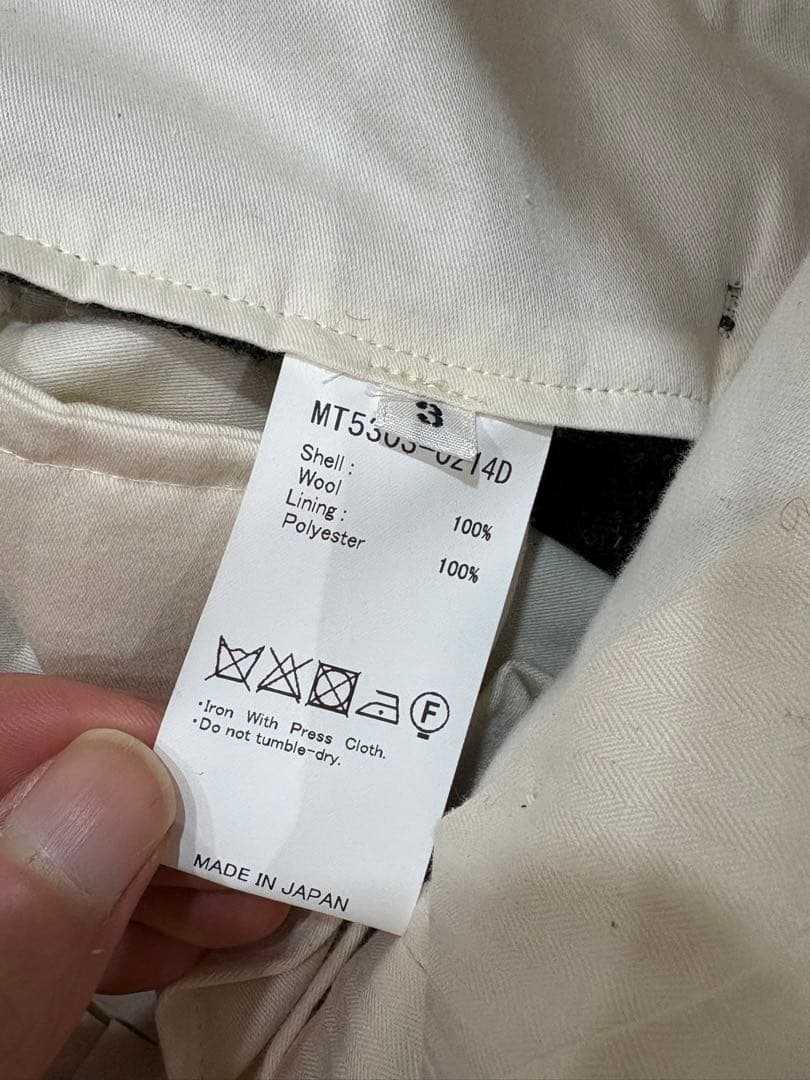 3
MT5303-0214D
Shell :
Wool 100%
Lining :
Polyester 100%
F
·Iron With Press Cloth.
·Do not tumble-dry.
MADE IN JAPAN